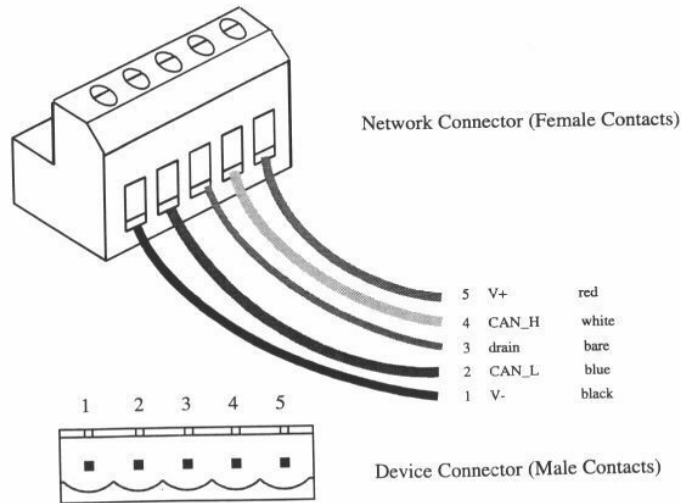 Network Connector (Female Contacts)
5 V+ red
4 CAN_H white
3 drain bare
2 CAN_L blue
1 V- black
1 2 3 4 5
Device Connector (Male Contacts)